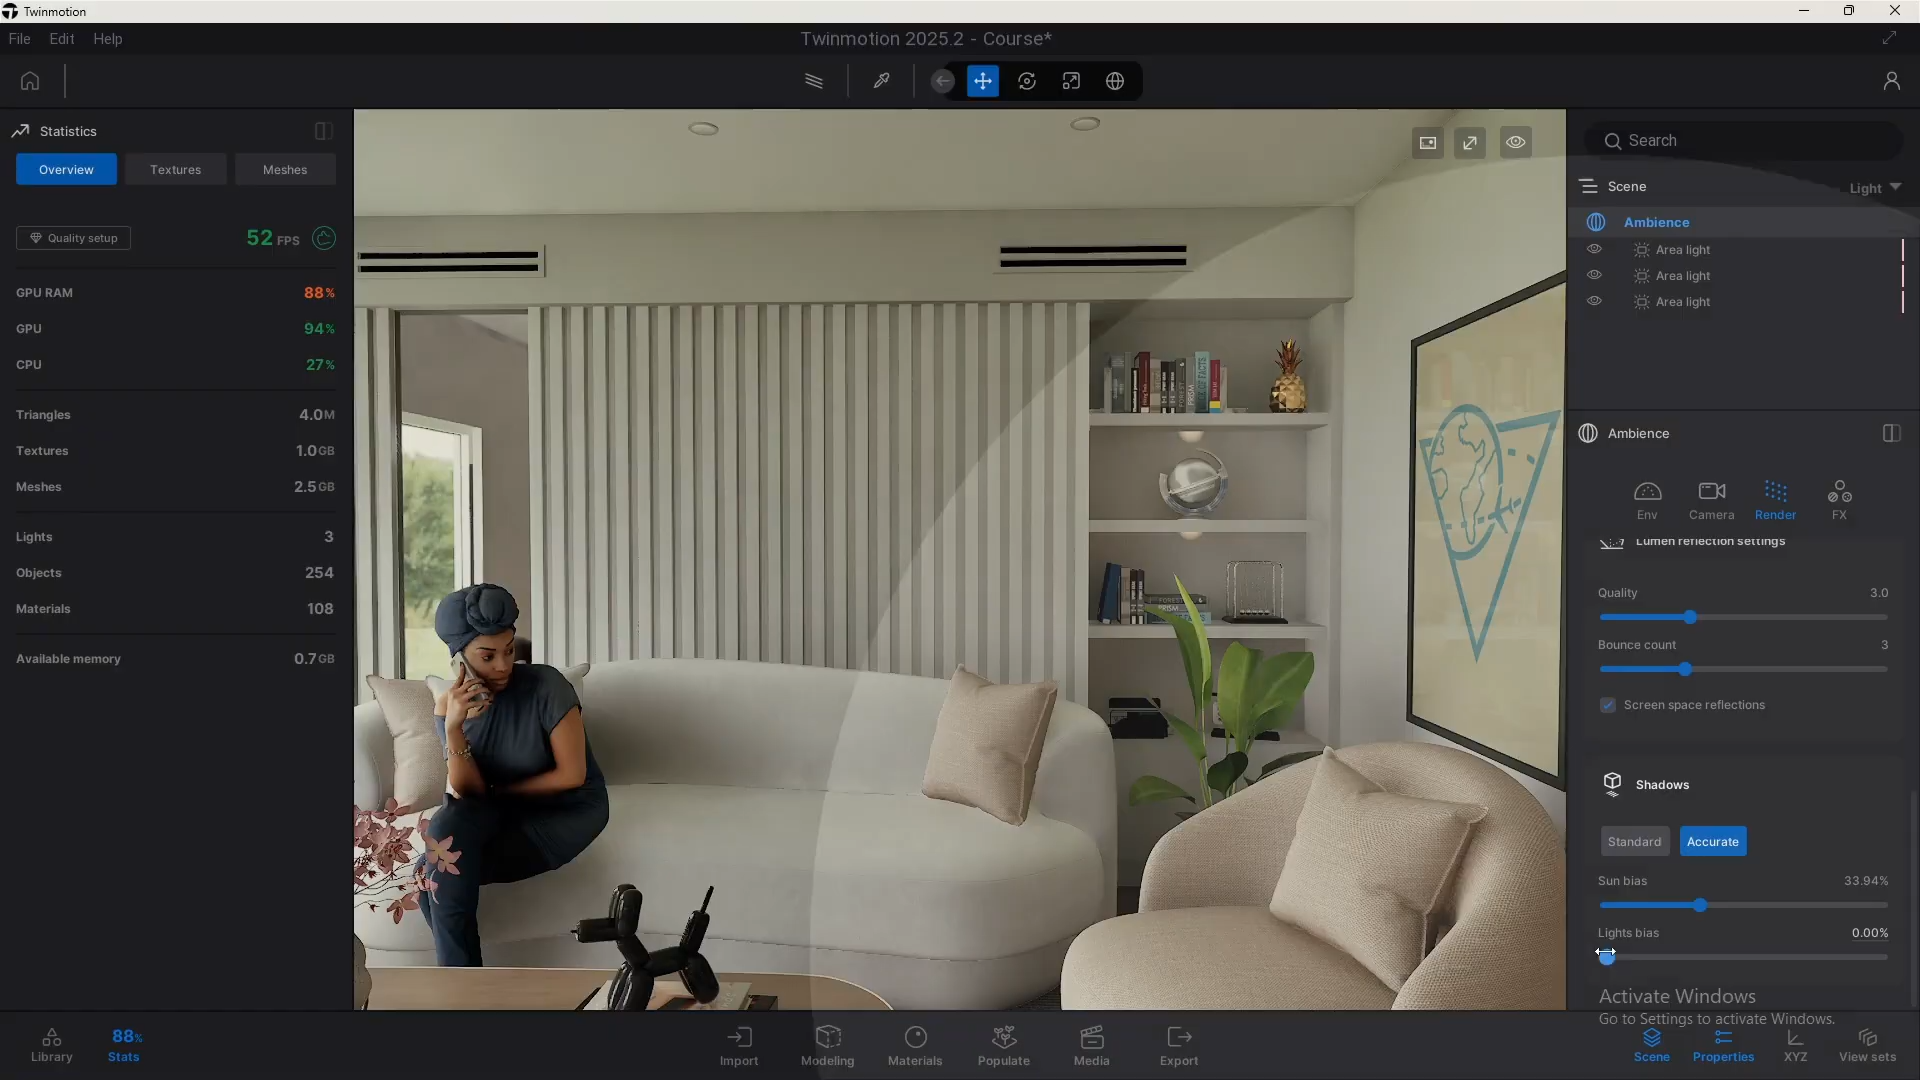 Twinmotion
File Edit Help
Twinmotion 2025.2 - Course*
Statistics
Overview Textures Meshes
Quality setup
52 FPS
GPU RAM 88%
GPU 94%
CPU 27%
Triangles 4.0M
Textures 1.0GB
Meshes 2.5GB
Lights 3
Objects 254
Materials 108
Available memory 0.7GB
Search
Scene Light
Ambience
Area light
Area light
Area light
Ambience
Env Camera Render FX
Lumen reflection settings
Quality 3.0
Bounce count 3
Screen space reflections
Shadows
Standard Accurate
Sun bias 33.94%
Lights bias 0.00%
Activate Windows
Go to Settings to activate Windows.
PRISM
FOREST
PRISM
Library
88%
Stats
Import Modeling Materials Populate Media Export
Scene Properties XYZ View sets